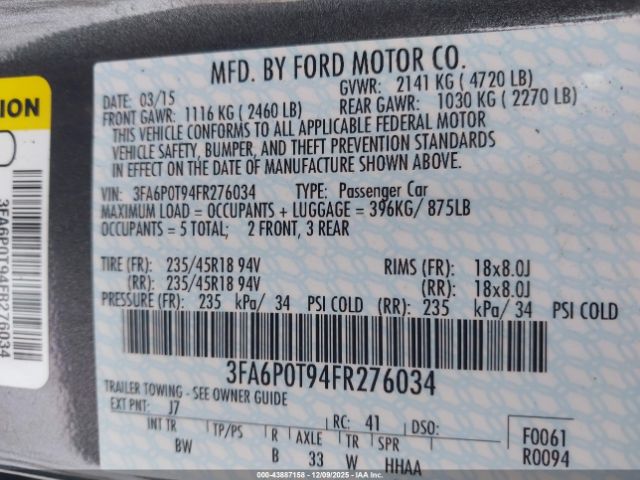 MFD. BY FORD MOTOR CO.
DATE: 03/15 GVWR: 2141 KG ( 4720 LB)
FRONT GAWR: 1116 KG ( 2460 LB) REAR GAWR: 1030 KG ( 2270 LB)
THIS VEHICLE CONFORMS TO ALL APPLICABLE FEDERAL MOTOR
VEHICLE SAFETY, BUMPER, AND THEFT PREVENTION STANDARDS
IN EFFECT ON THE DATE OF MANUFACTURE SHOWN ABOVE.
VIN: 3FA6P0T94FR276034 TYPE: Passenger Car
MAXIMUM LOAD = OCCUPANTS + LUGGAGE = 396KG/ 875LB
OCCUPANTS = 5 TOTAL; 2 FRONT, 3 REAR
TIRE (FR): 235/45R18 94V RIMS (FR): 18x8.0J
(RR): 235/45R18 94V (RR): 18x8.0J
PRESSURE (FR): 235 kPa/ 34 PSI COLD (RR): 235 kPa/ 34 PSI COLD
3FA6P0T94FR276034
TRAILER TOWING - SEE OWNER GUIDE
EXT PNT: J7 RC: 41 DSO: F0061
INT TR TP/PS R AXLE TR SPR R0094
BW B 33 W HHAA
TION
3FA6P0T94FR276034
000-43887158 - 12/09/2025 - IAAI.com